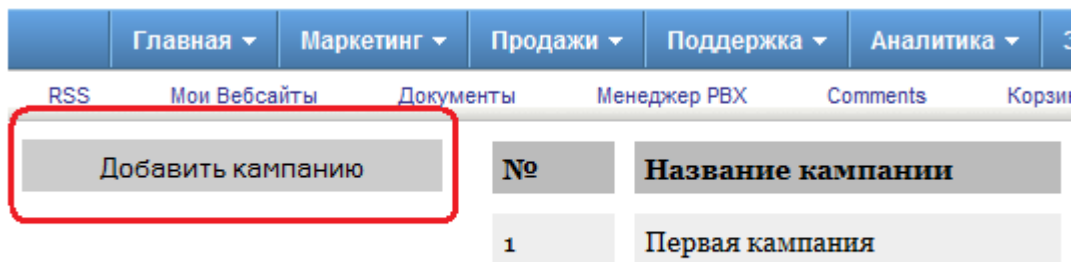 Главная Маркетинг Продажи Поддержка Аналитика
RSS Мои Вебсайты Документы Менеджер PBX Comments
Добавить кампанию № Название кампании
1 Первая кампания